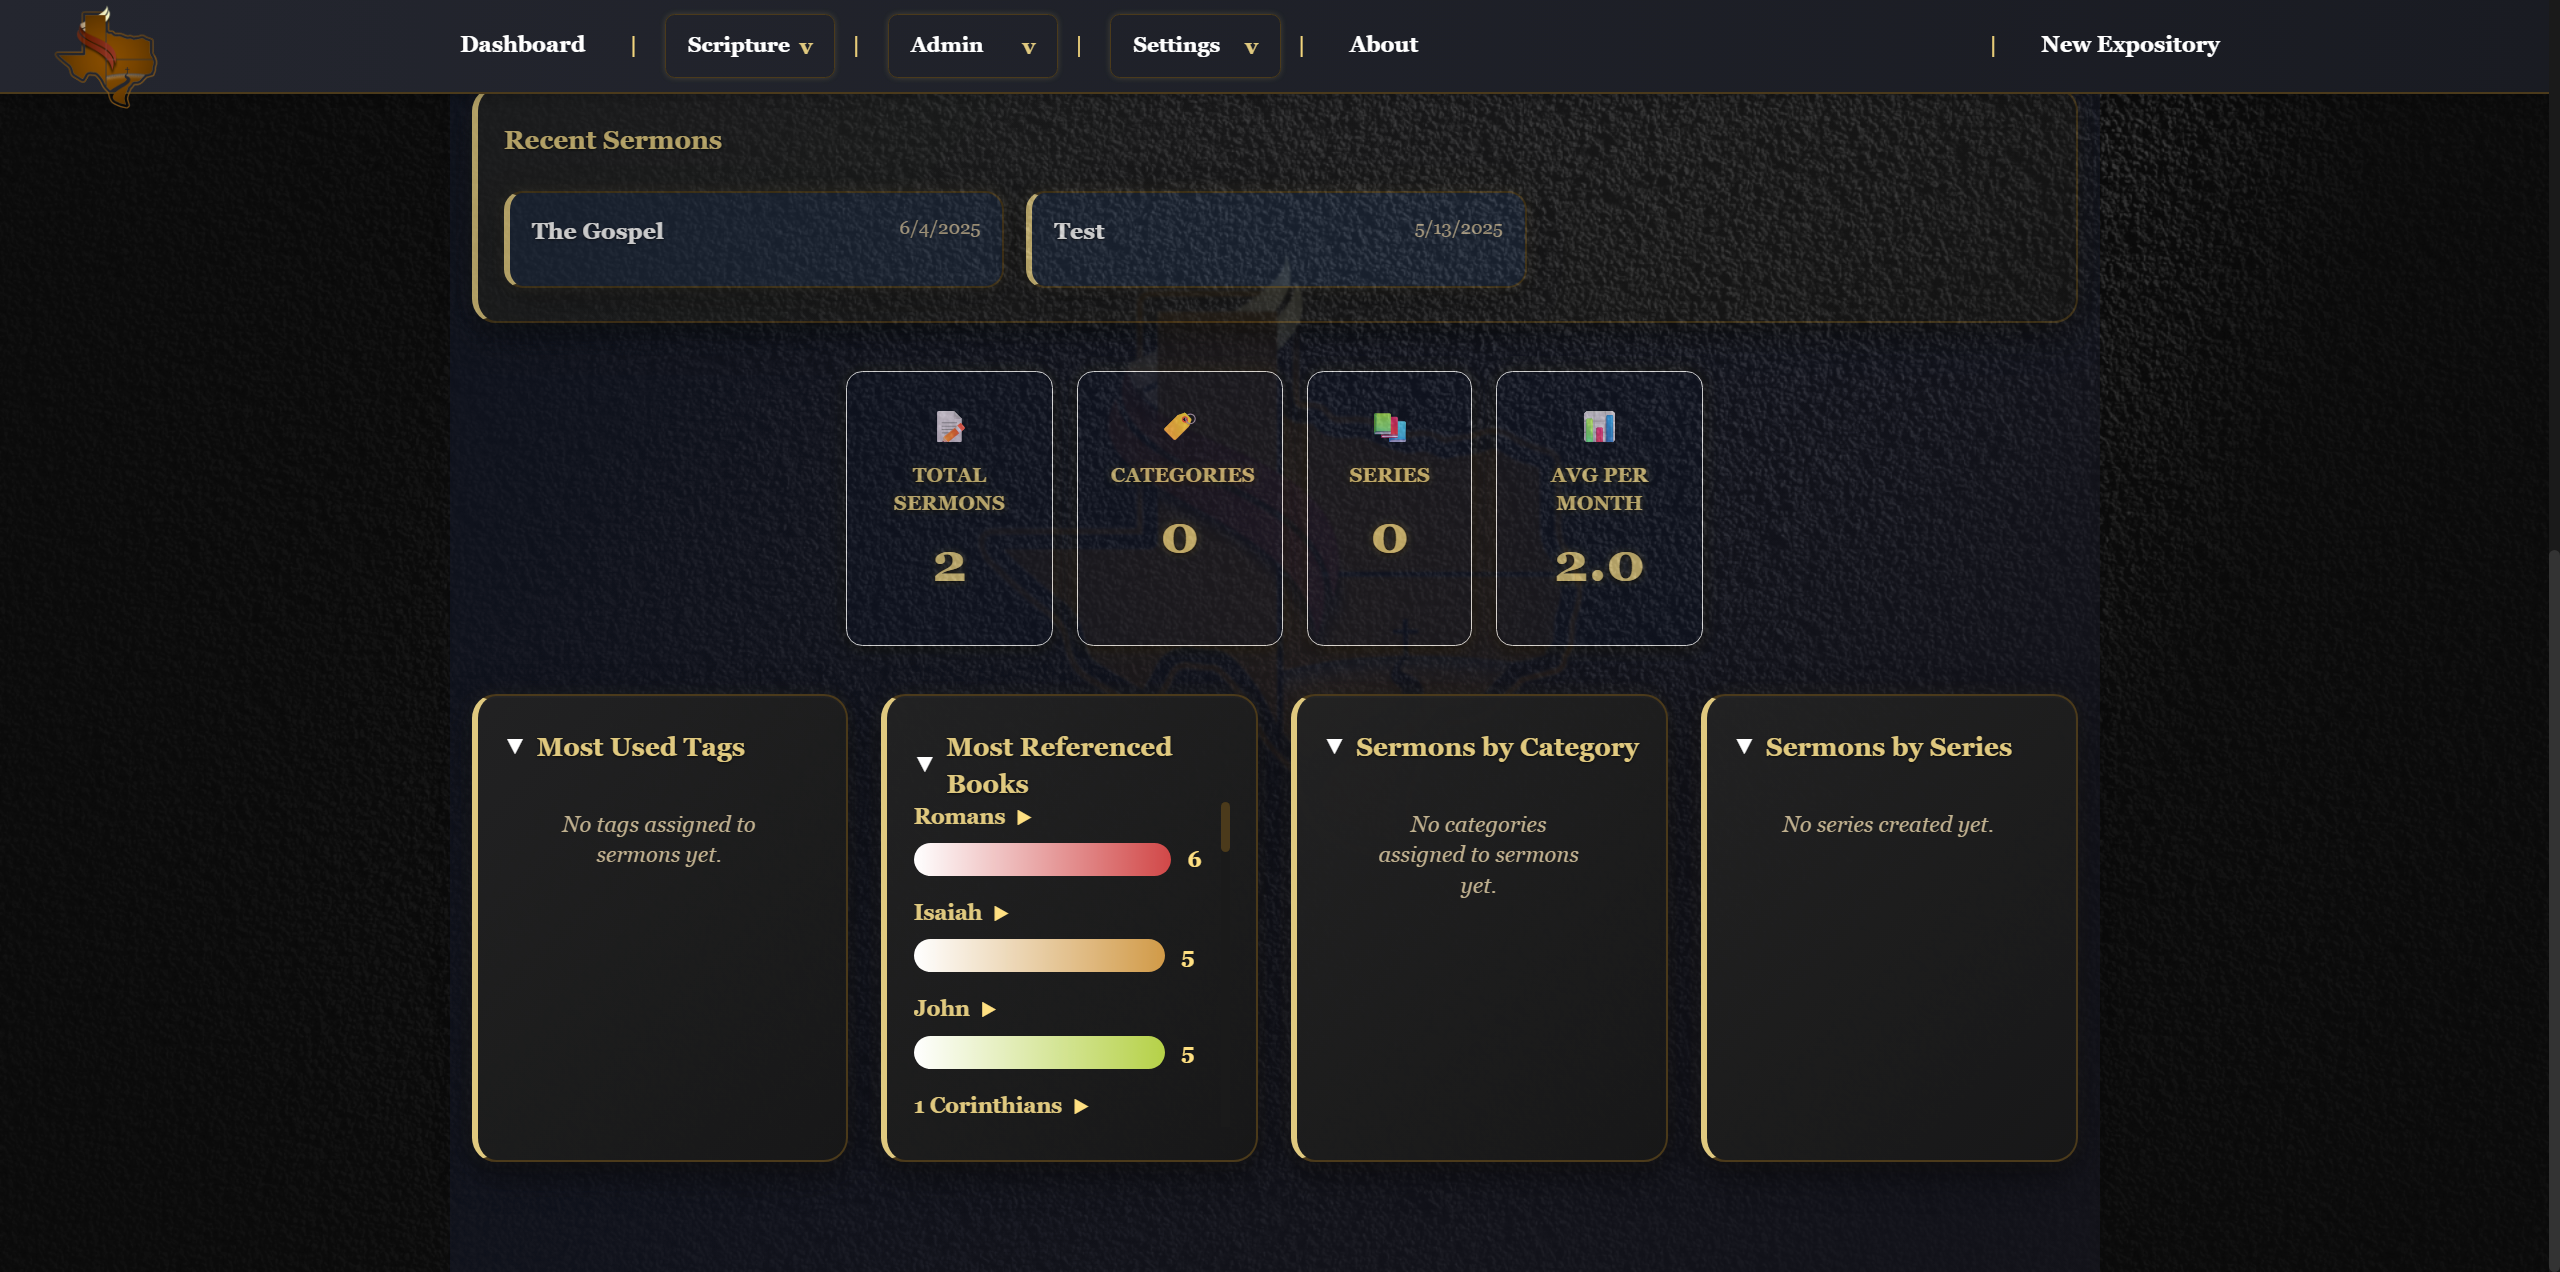 Dashboard | Scripture v | Admin v | Settings v | About | New Expository
Recent Sermons
The Gospel 6/4/2025
Test 5/13/2025
TOTAL
SERMONS
2
CATEGORIES
0
SERIES
0
AVG PER
MONTH
2.0
▼ Most Used Tags
No tags assigned to
sermons yet.
▼ Most Referenced
Books
Romans ▶
6
Isaiah ▶
5
John ▶
5
1 Corinthians ▶
▼ Sermons by Category
No categories
assigned to sermons
yet.
▼ Sermons by Series
No series created yet.